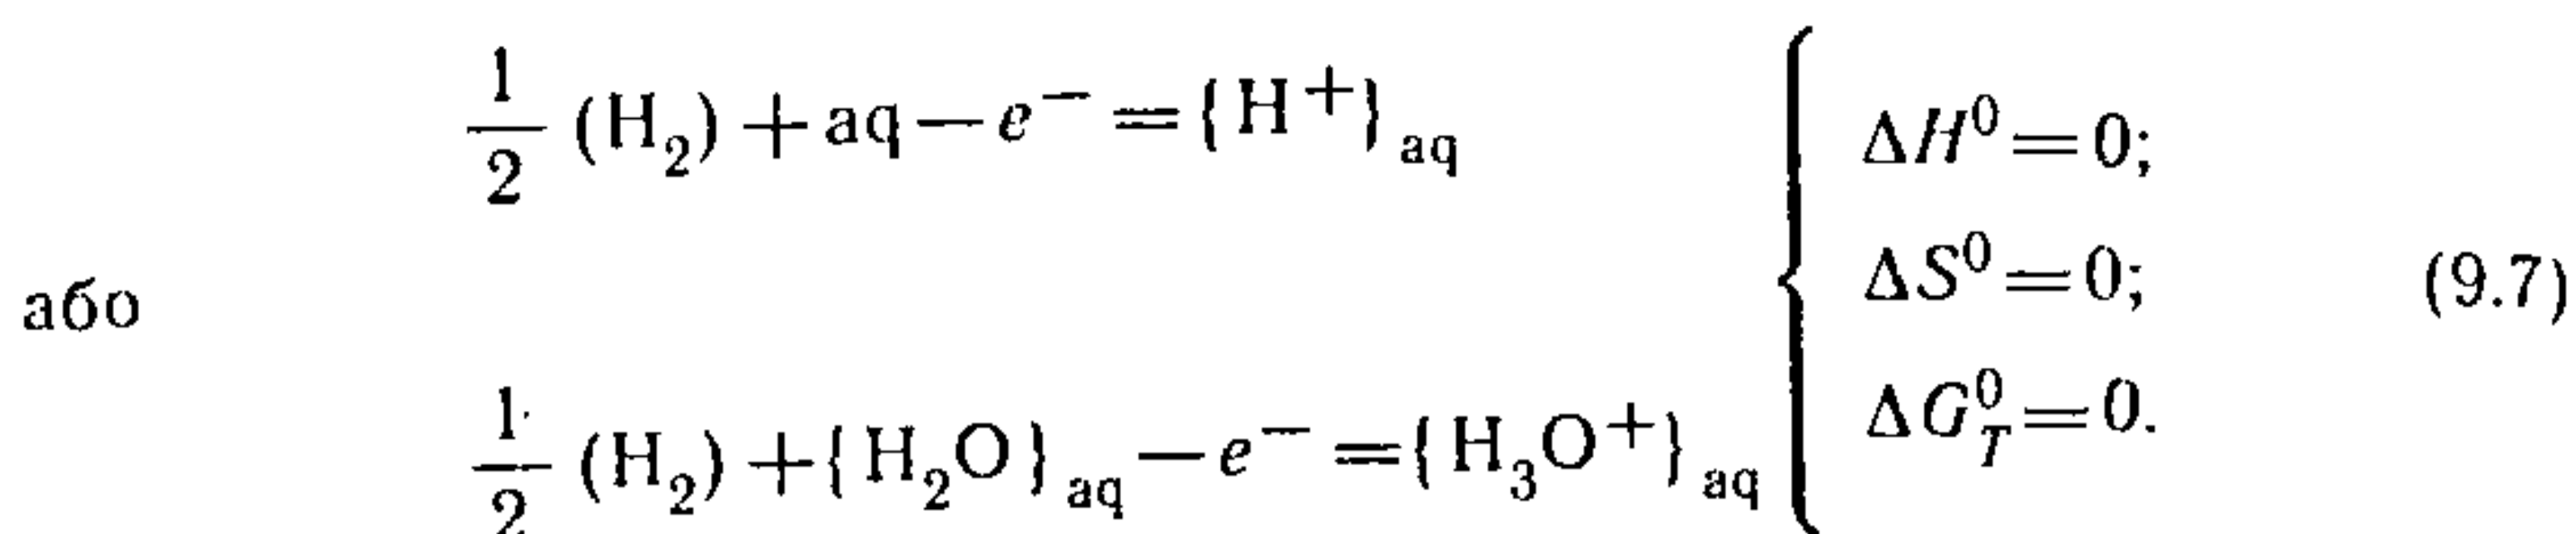 1/2 (H₂) + aq − e⁻ = {H⁺}aq
ΔH⁰ = 0;
або
ΔS⁰ = 0; (9.7)
1/2 (H₂) + {H₂O}aq − e⁻ = {H₃O⁺}aq
ΔG⁰_T = 0.